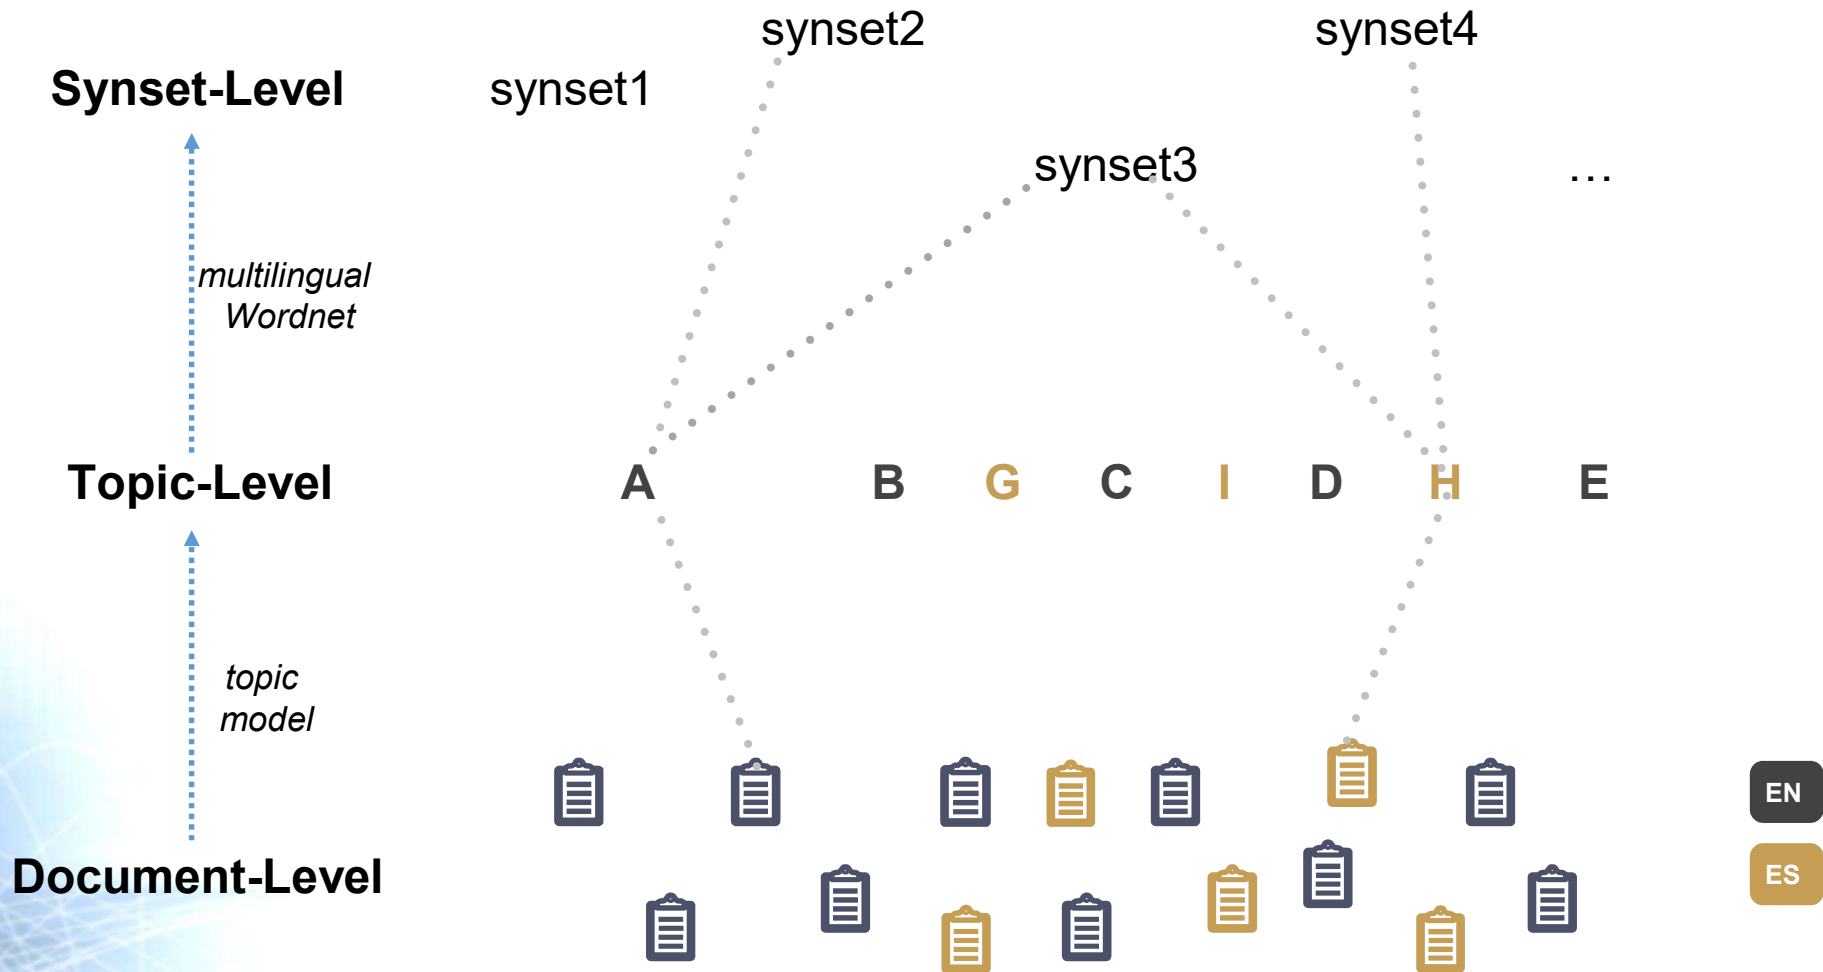 synset2
synset4
Synset-Level
synset1
synset3
...
multilingual
Wordnet
Topic-Level
A B G C I D H E
topic
model
EN
Document-Level
ES